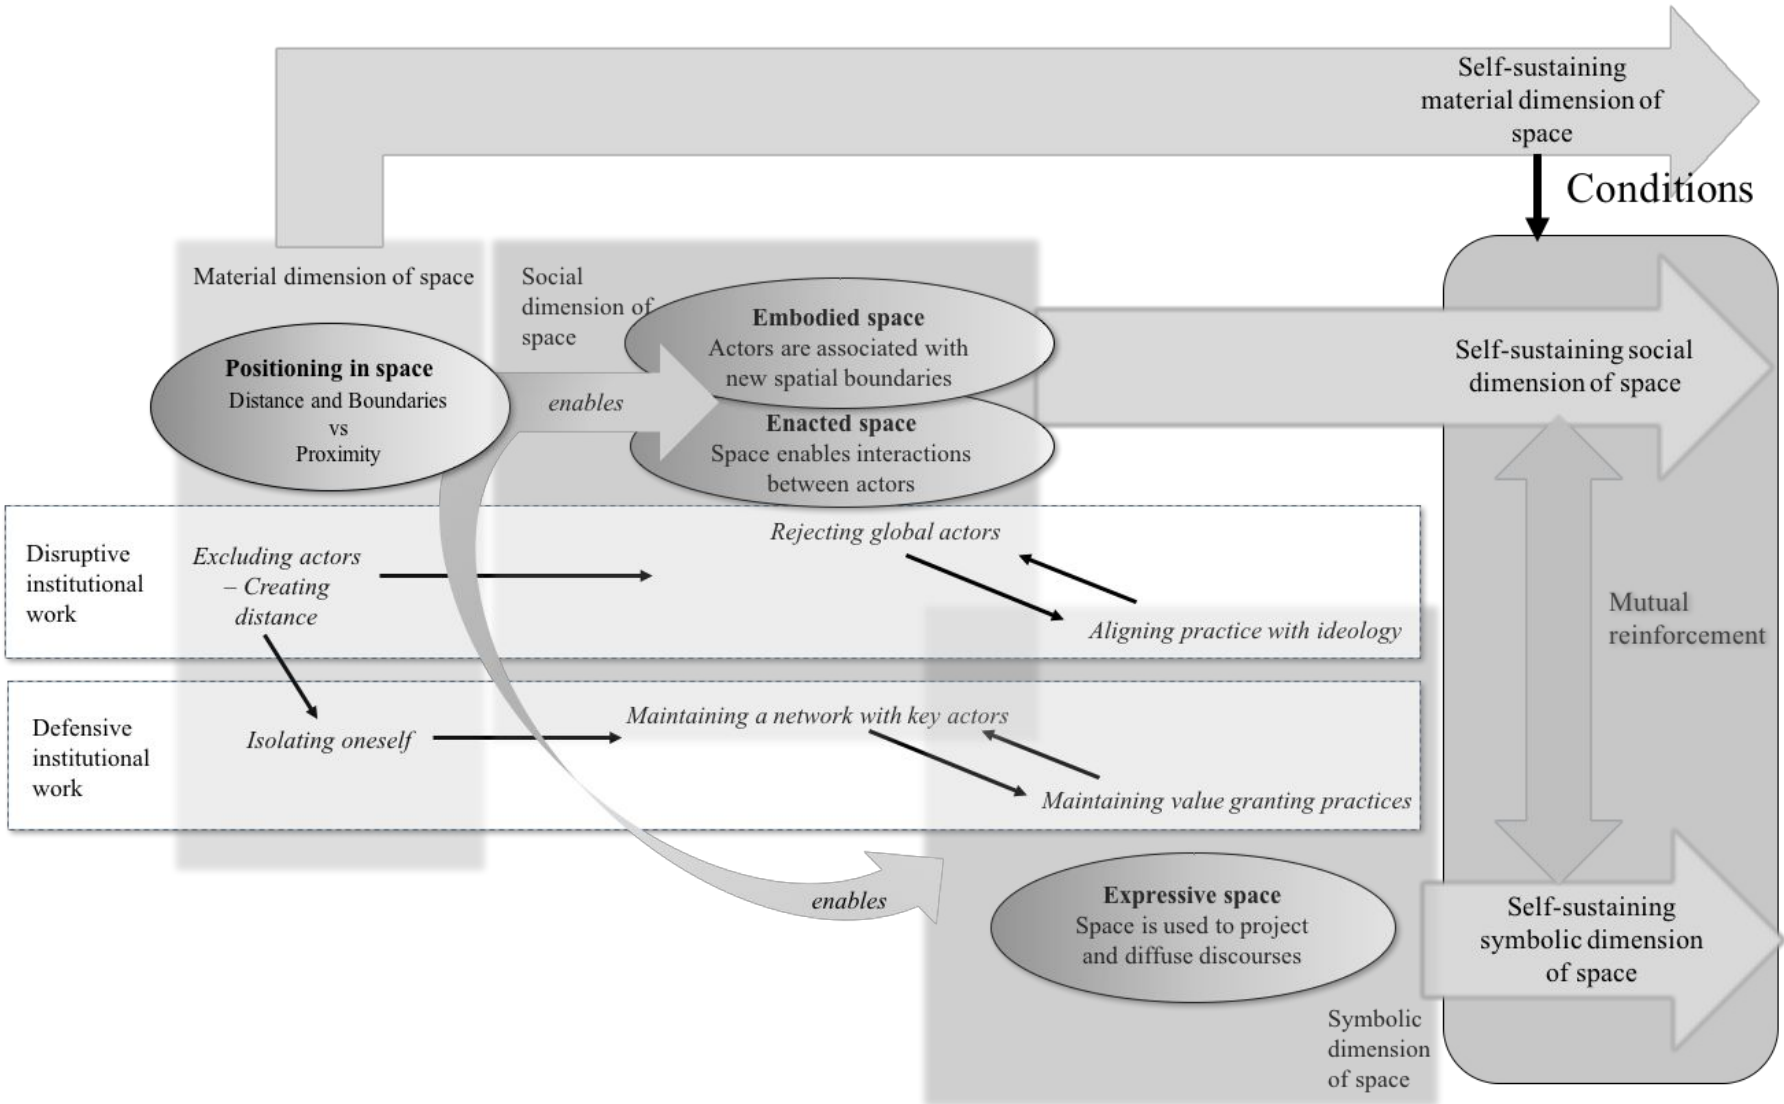 Self-sustaining
material dimension of
space
Conditions
Material dimension of space
Social
dimension of
space
Positioning in space
Distance and Boundaries
vs
Proximity
enables
Embodied space
Actors are associated with
new spatial boundaries
Enacted space
Space enables interactions
between actors
Self-sustaining social
dimension of space
Disruptive
institutional
work
Excluding actors
– Creating
distance
Rejecting global actors
Aligning practice with ideology
Mutual
reinforcement
Defensive
institutional
work
Isolating oneself
Maintaining a network with key actors
Maintaining value granting practices
enables
Expressive space
Space is used to project
and diffuse discourses
Self-sustaining
symbolic dimension
of space
Symbolic
dimension
of space